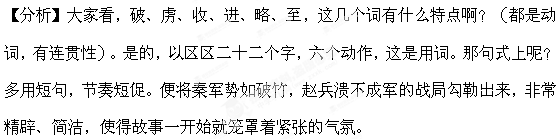 【分析】大家看，破、虏、收、进、略、至，这几个词有什么特点啊？（都是动
词，有连贯性）。是的，以区区二十二个字，六个动作，这是用词。那句式上呢？
多用短句，节奏短促。便将秦军势如破竹，赵兵溃不成军的战局勾勒出来，非常
精辟、简洁，使得故事一开始就笼罩着紧张的气氛。